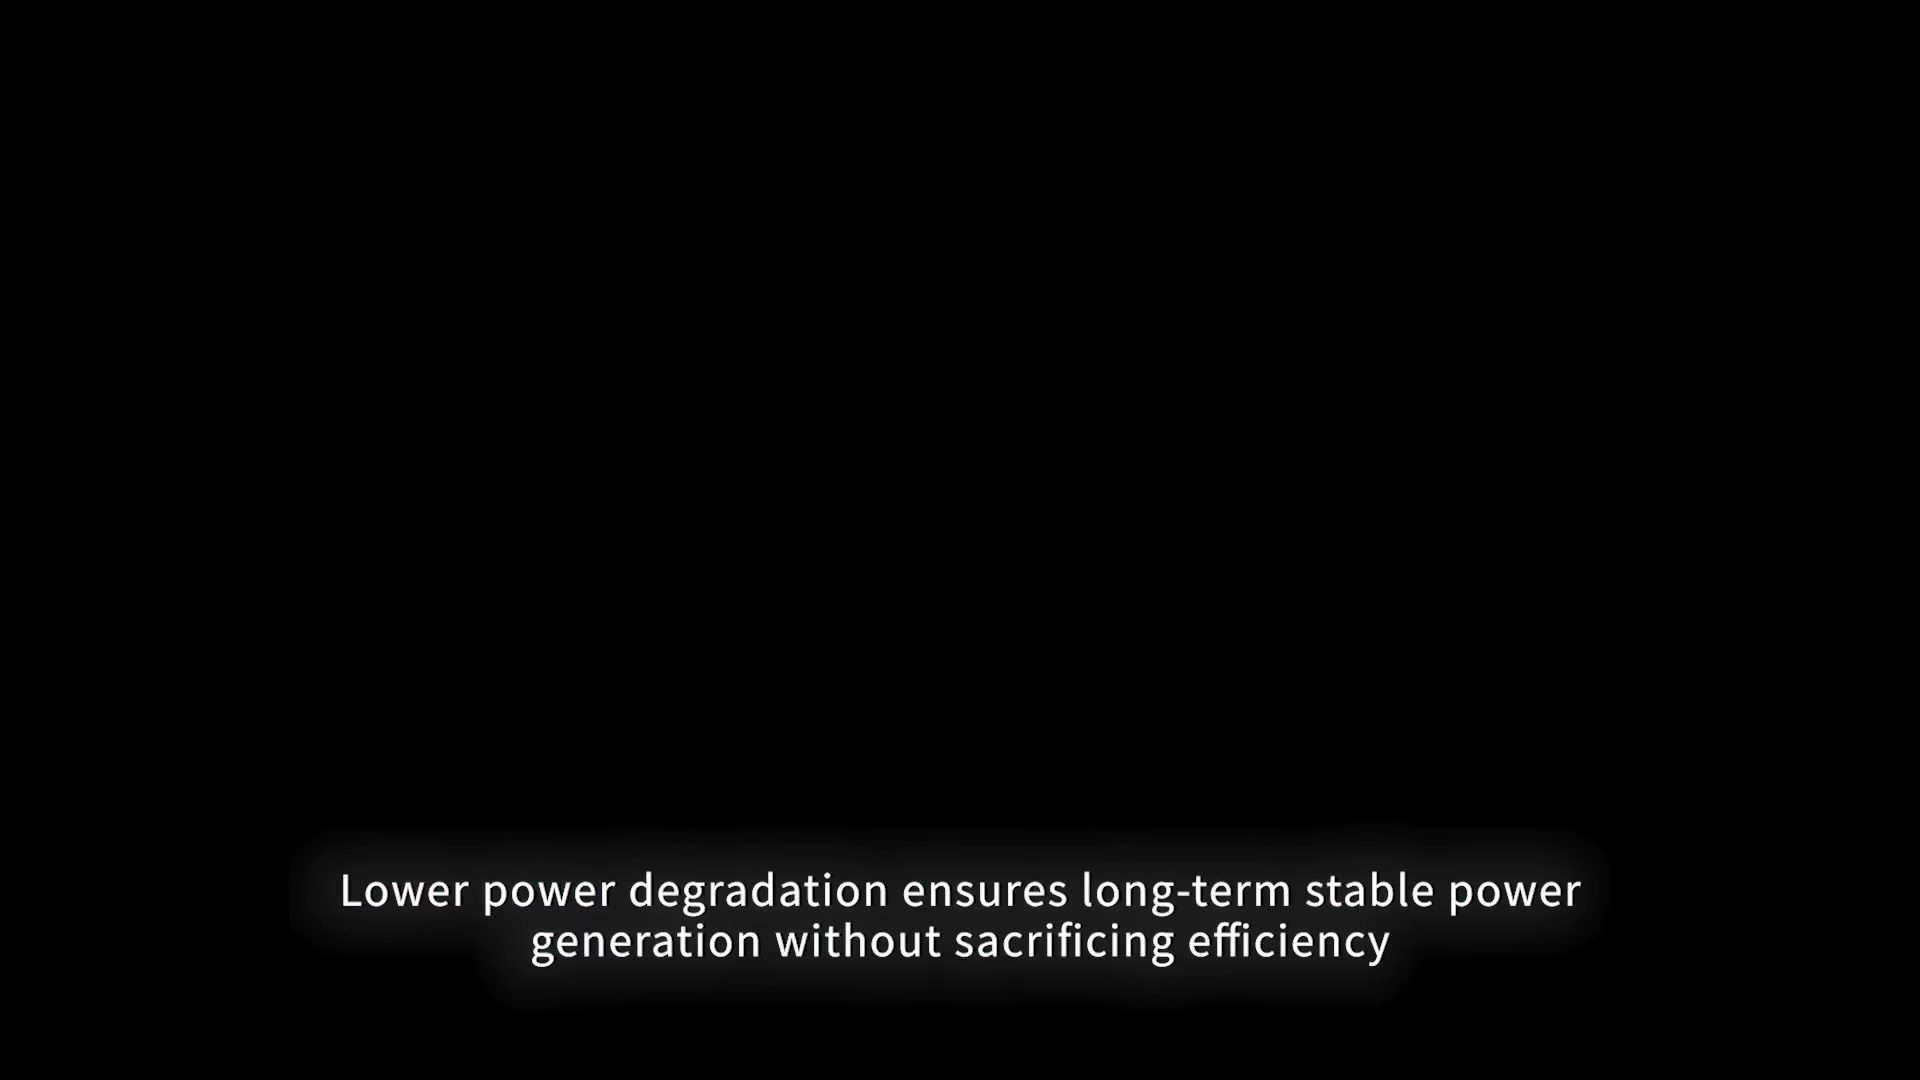 Lower power degradation ensures long-term stable power
generation without sacrificing efficiency